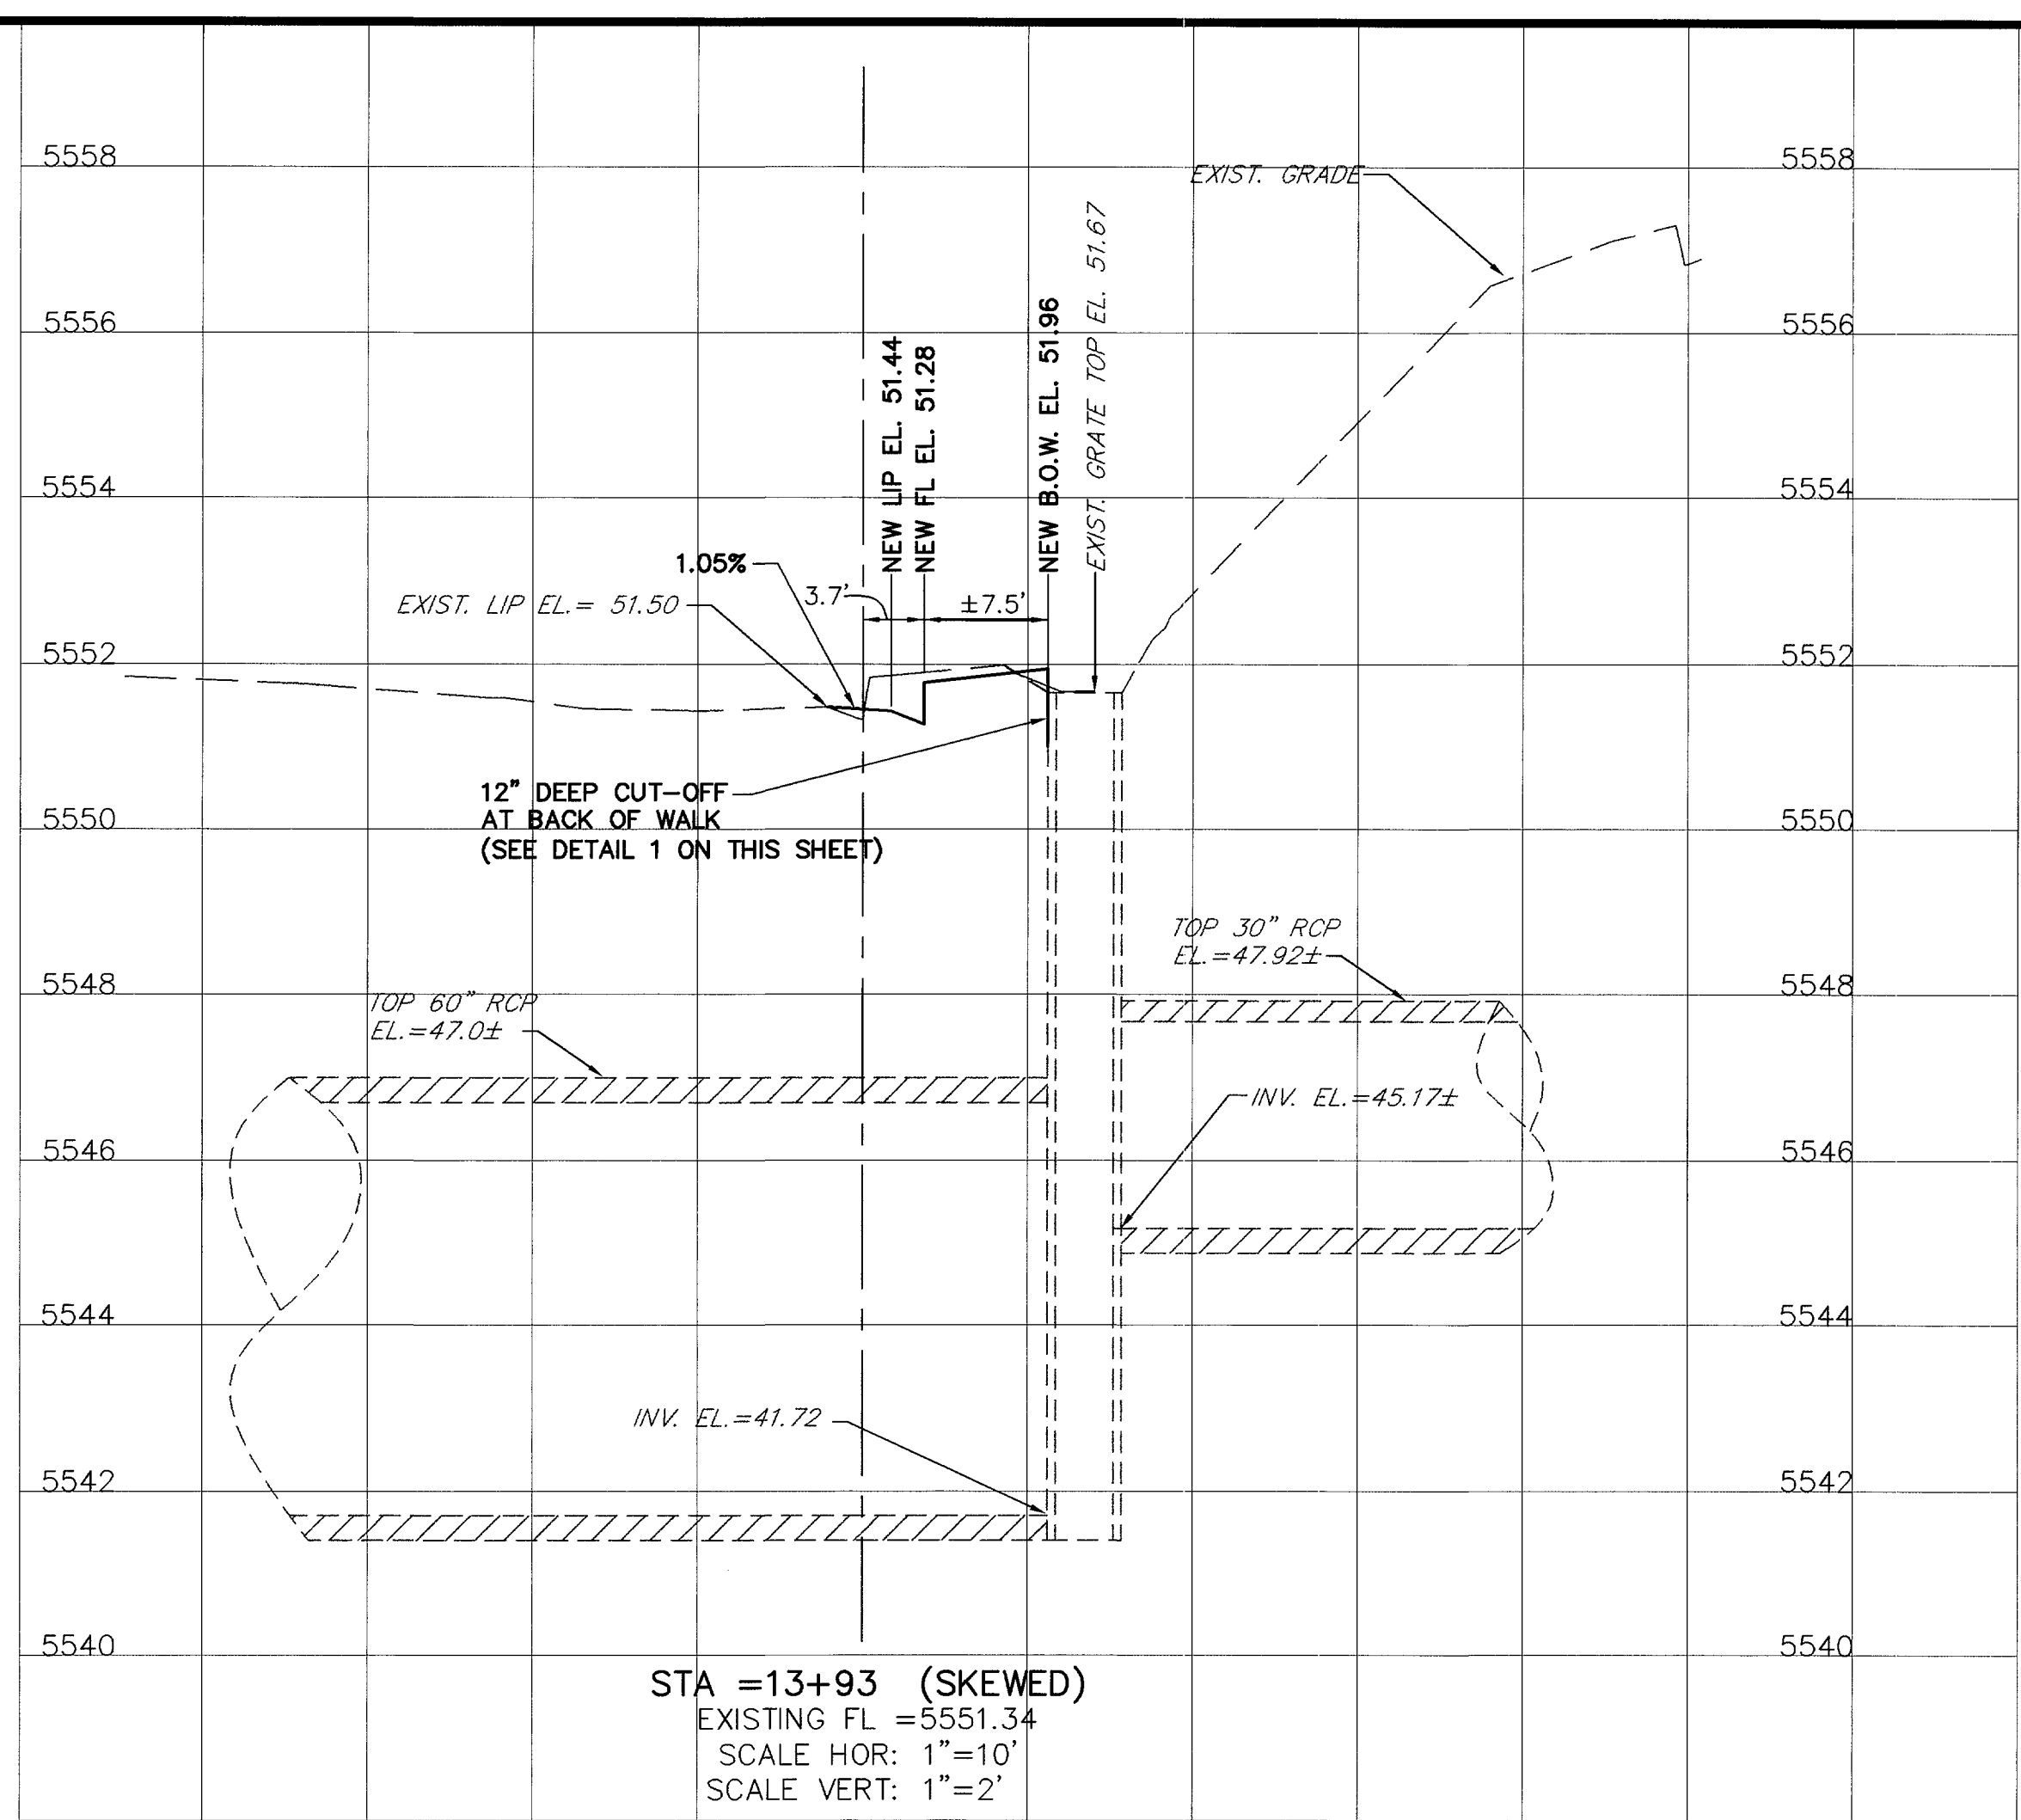 5558
5558
EXIST. GRADE
5556
5556
NEW LIP EL. 51.44
NEW FL EL. 51.28
NEW B.O.W. EL. 51.96
EXIST. GRATE TOP EL. 51.67
5554
5554
1.05%
EXIST. LIP EL.= 51.50
3.7'
±7.5'
5552
5552
12" DEEP CUT-OFF
AT BACK OF WALK
(SEE DETAIL 1 ON THIS SHEET)
5550
5550
TOP 30" RCP
EL.=47.92±
5548
5548
TOP 60" RCP
EL.=47.0±
INV. EL.=45.17±
5546
5546
5544
5544
INV. EL.=41.72
5542
5542
5540
5540
STA =13+93 (SKEWED)
EXISTING FL =5551.34
SCALE HOR: 1"=10'
SCALE VERT: 1"=2'